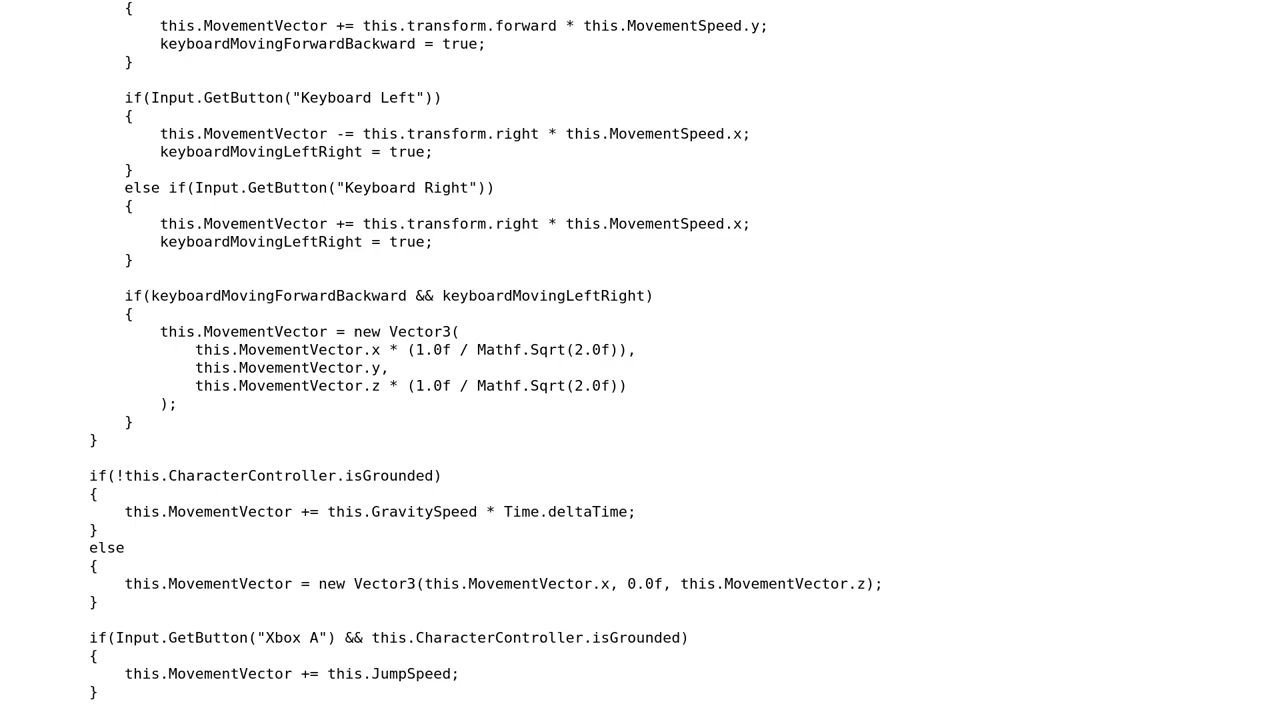 {
this.MovementVector += this.transform.forward * this.MovementSpeed.y;
keyboardMovingForwardBackward = true;
}
if(Input.GetButton("Keyboard Left"))
{
this.MovementVector -= this.transform.right * this.MovementSpeed.x;
keyboardMovingLeftRight = true;
}
else if(Input.GetButton("Keyboard Right"))
{
this.MovementVector += this.transform.right * this.MovementSpeed.x;
keyboardMovingLeftRight = true;
}
if(keyboardMovingForwardBackward && keyboardMovingLeftRight)
{
this.MovementVector = new Vector3(
this.MovementVector.x * (1.0f / Mathf.Sqrt(2.0f)),
this.MovementVector.y,
this.MovementVector.z * (1.0f / Mathf.Sqrt(2.0f))
);
}
}
if(!this.CharacterController.isGrounded)
{
this.MovementVector += this.GravitySpeed * Time.deltaTime;
}
else
{
this.MovementVector = new Vector3(this.MovementVector.x, 0.0f, this.MovementVector.z);
}
if(Input.GetButton("Xbox A") && this.CharacterController.isGrounded)
{
this.MovementVector += this.JumpSpeed;
}